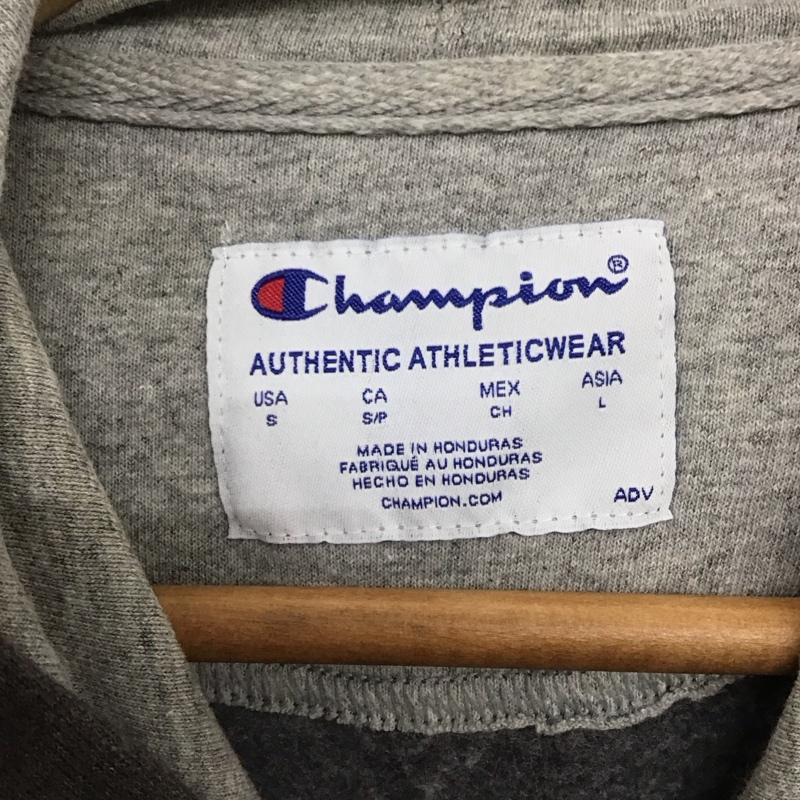 Champion®
AUTHENTIC ATHLETICWEAR
USA CA MEX ASIA
S S/P CH L
MADE IN HONDURAS
FABRIQUÉ AU HONDURAS
HECHO EN HONDURAS
CHAMPION.COM
ADV